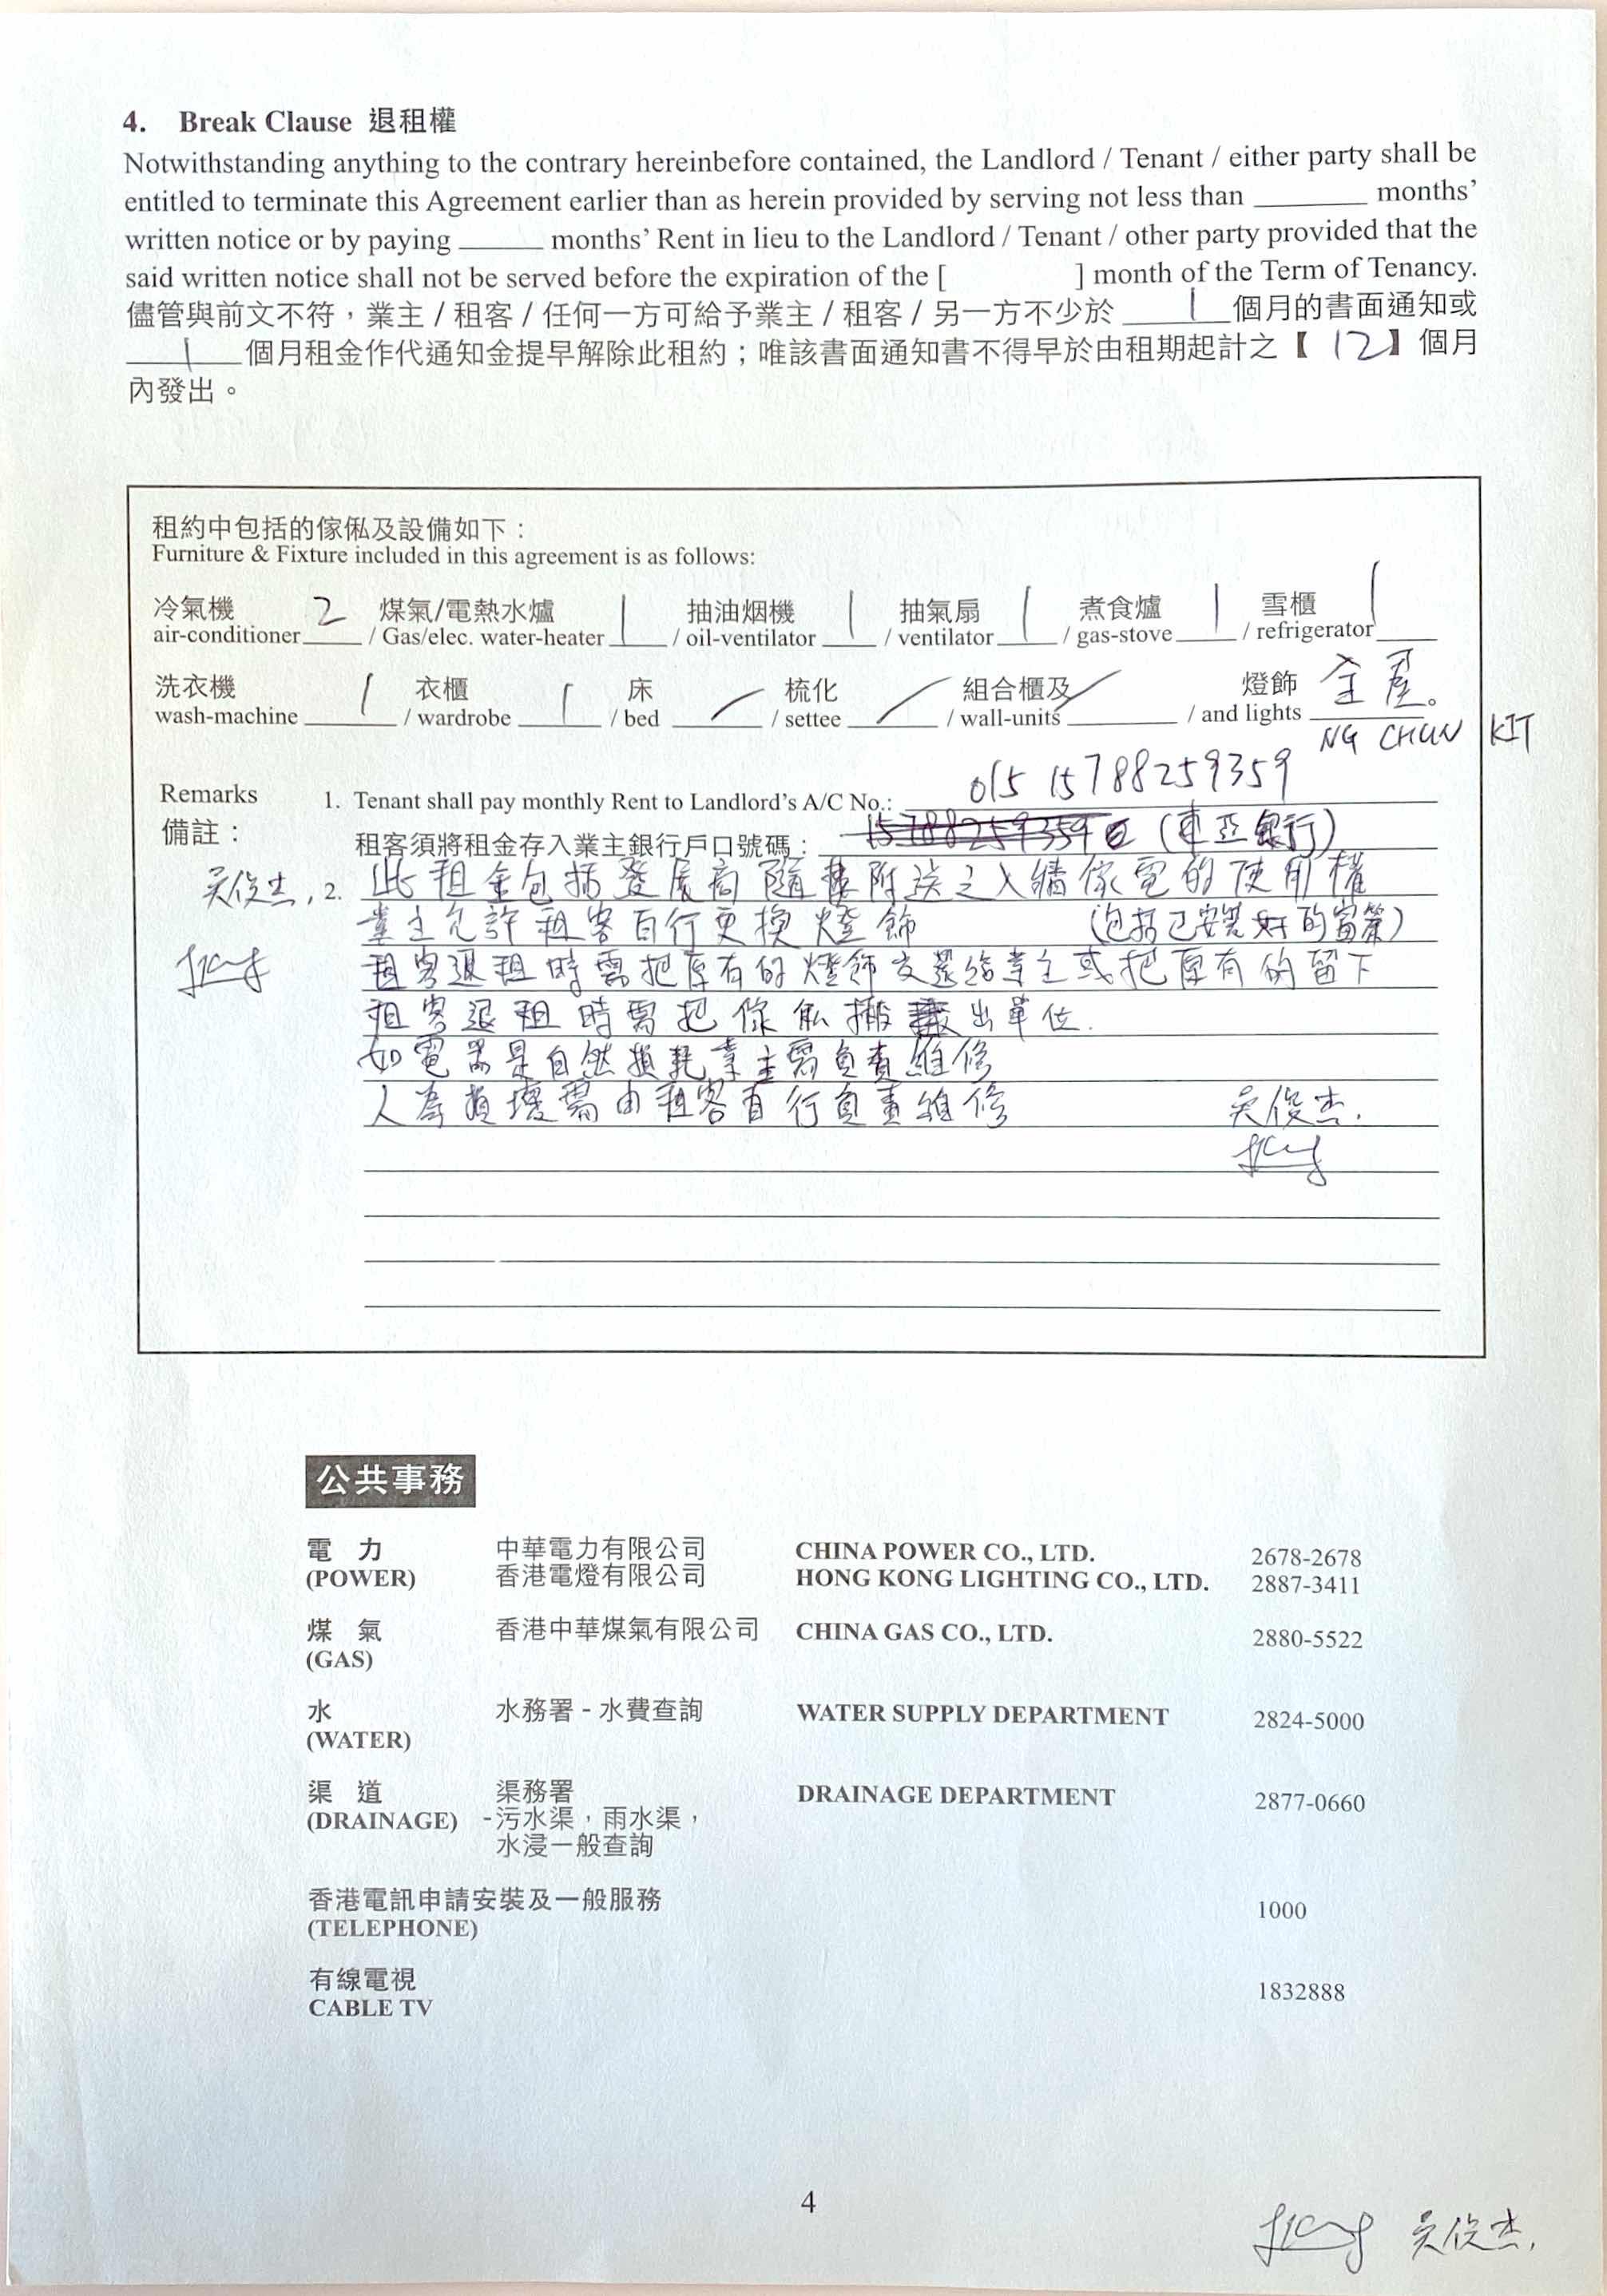 4. Break Clause 退租權
Notwithstanding anything to the contrary hereinbefore contained, the Landlord / Tenant / either party shall be
entitled to terminate this Agreement earlier than as herein provided by serving not less than ________ months'
written notice or by paying ______ months' Rent in lieu to the Landlord / Tenant / other party provided that the
said written notice shall not be served before the expiration of the [ ] month of the Term of Tenancy.
儘管與前文不符，業主 / 租客 / 任何一方可給予業主 / 租客 / 另一方不少於 1 個月的書面通知或
1 個月租金作代通知金提早解除此租約；唯該書面通知書不得早於由租期起計之【 12 】個月
內發出。
租約中包括的傢俬及設備如下：
Furniture & Fixture included in this agreement is as follows:
冷氣機 2 煤氣/電熱水爐 1 抽油烟機 1 抽氣扇 1 煮食爐 1 雪櫃 1
air-conditioner / Gas/elec. water-heater / oil-ventilator / ventilator / gas-stove / refrigerator
洗衣機 1 衣櫃 1 床 / 梳化 / 組合櫃及 / 燈飾 全屋。
wash-machine / wardrobe / bed / settee / wall-units / and lights
NG CHUN KIT
Remarks 1. Tenant shall pay monthly Rent to Landlord's A/C No.: 015 15788259359
備註： 租客須將租金存入業主銀行戶口號碼： 15788259359 (東亞銀行)
吳俊杰, 2. 此租金包括發展商隨樓附送之入牆傢電的使用權
業主允許租客自行更換燈飾 (包括已安裝好的窗簾)
租客退租時需把原有的燈飾交還給業主或把原有的留下
租客退租時需把傢俬搬出單位.
如電器是自然損耗業主需負責維修
人為損壞需由租客自行負責維修 吳俊杰.
公共事務
電 力 中華電力有限公司 CHINA POWER CO., LTD. 2678-2678
(POWER) 香港電燈有限公司 HONG KONG LIGHTING CO., LTD. 2887-3411
煤 氣 香港中華煤氣有限公司 CHINA GAS CO., LTD. 2880-5522
(GAS)
水 水務署 - 水費查詢 WATER SUPPLY DEPARTMENT 2824-5000
(WATER)
渠 道 渠務署 DRAINAGE DEPARTMENT 2877-0660
(DRAINAGE) -污水渠，雨水渠，
水浸一般查詢
香港電訊申請安裝及一般服務 1000
(TELEPHONE)
有線電視 1832888
CABLE TV
4
吳俊杰.